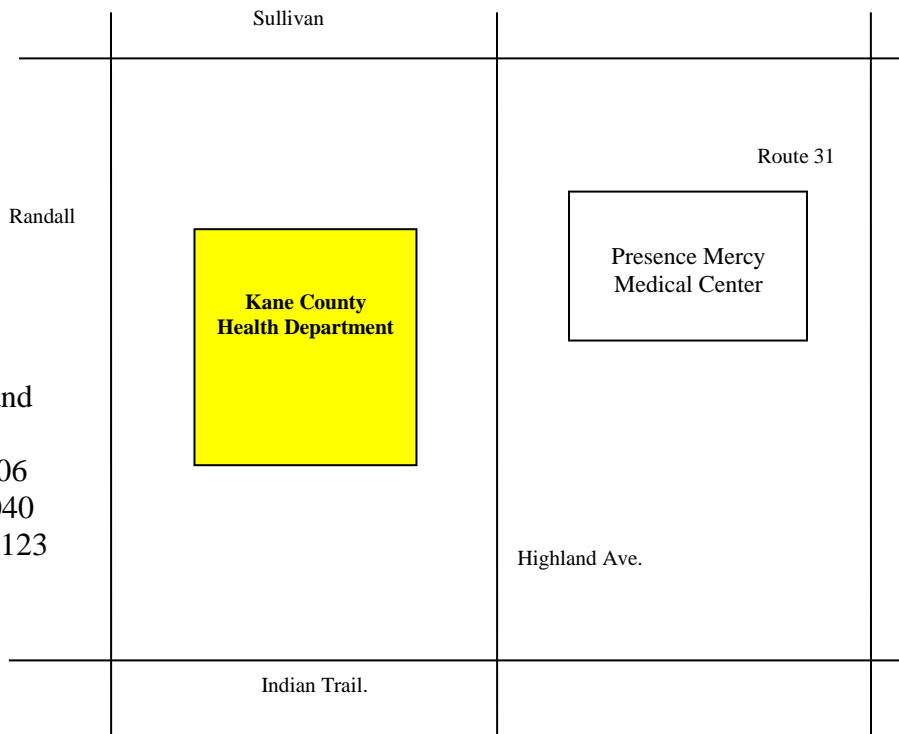 Sullivan
Route 31
Randall
Presence Mercy
Medical Center
Kane County
Health Department
06
040
123
Highland Ave.
Indian Trail.